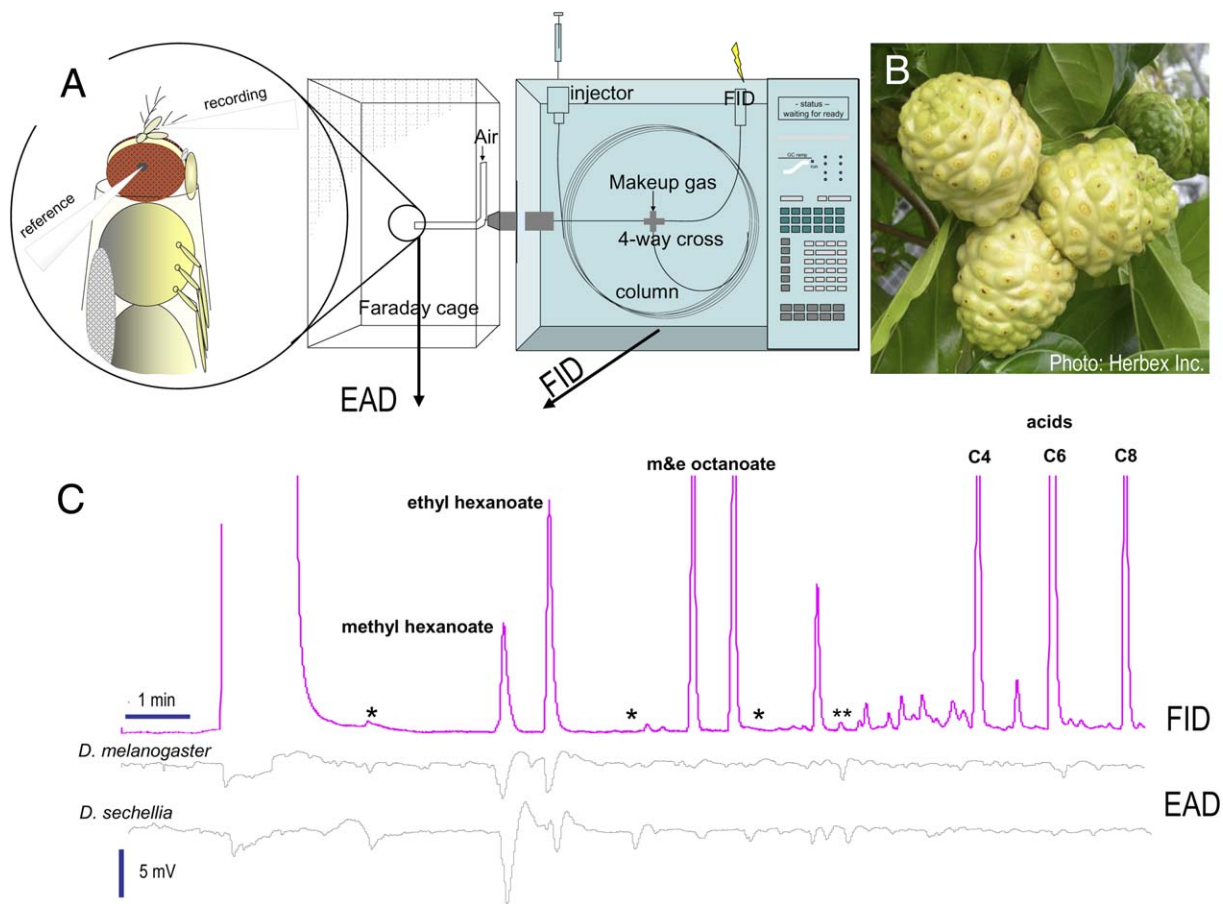 A
recording
reference
Air
Faraday cage
EAD
injector
FID
Makeup gas
4-way cross
column
FID
- status –
waiting for ready
GC ramp
B
Photo: Herbex Inc.
C
acids
m&e octanoate
C4
C6
C8
ethyl hexanoate
methyl hexanoate
1 min
*
*
*
**
FID
D. melanogaster
EAD
D. sechellia
5 mV